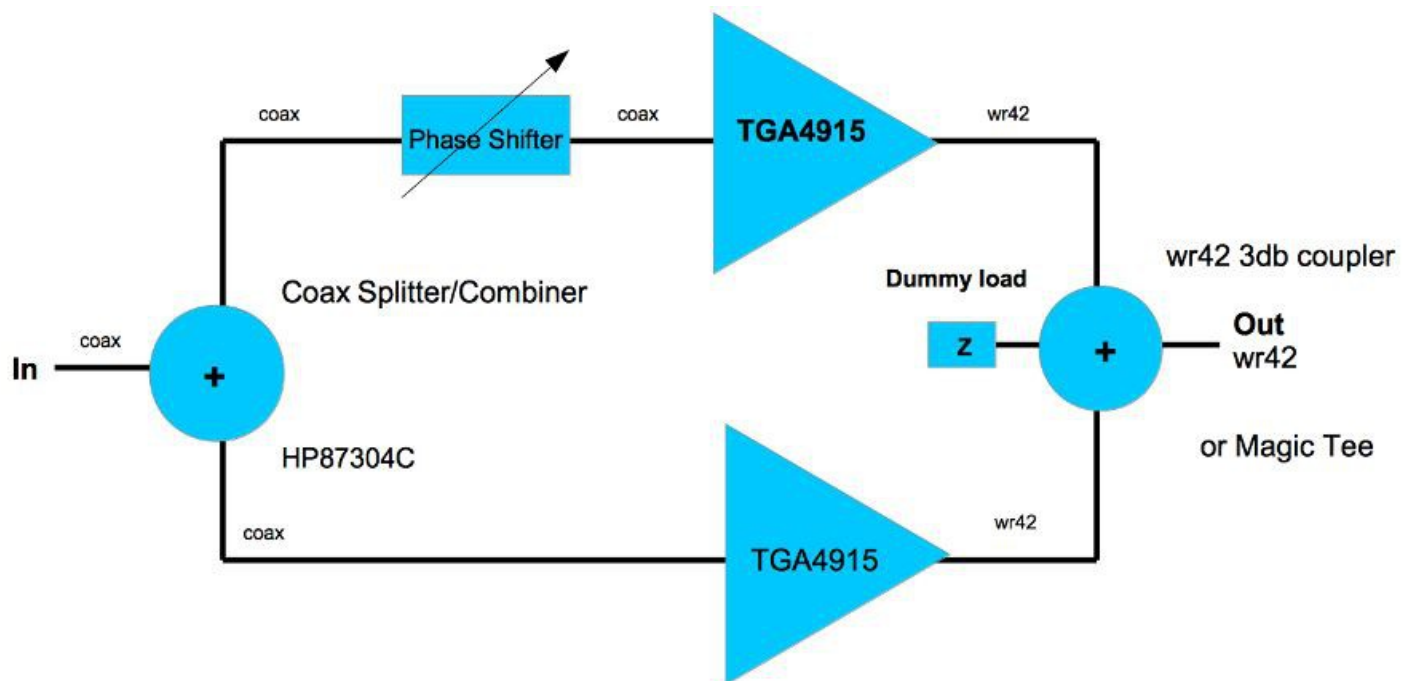 coax
Phase Shifter
coax
TGA4915
wr42
Coax Splitter/Combiner
wr42 3db coupler
Dummy load
In
coax
+
z
+
Out
wr42
HP87304C
or Magic Tee
coax
TGA4915
wr42